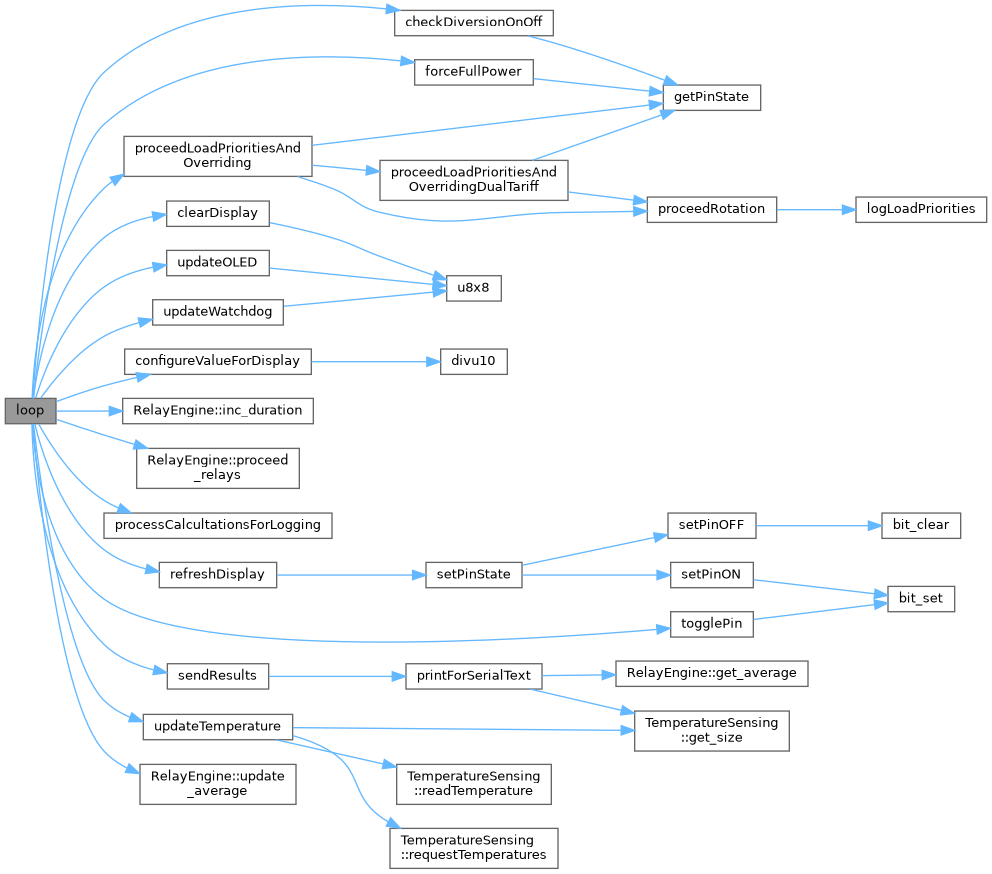 checkDiversionOnOff
forceFullPower
getPinState
proceedLoadPrioritiesAnd
Overriding
proceedLoadPrioritiesAnd
OverridingDualTariff
clearDisplay
proceedRotation
logLoadPriorities
updateOLED
u8x8
updateWatchdog
configureValueForDisplay
divu10
loop
RelayEngine::inc_duration
RelayEngine::proceed
_relays
processCalcultationsForLogging
setPinOFF
bit_clear
refreshDisplay
setPinState
setPinON
bit_set
togglePin
sendResults
printForSerialText
RelayEngine::get_average
updateTemperature
TemperatureSensing
::get_size
RelayEngine::update
_average
TemperatureSensing
::readTemperature
TemperatureSensing
::requestTemperatures